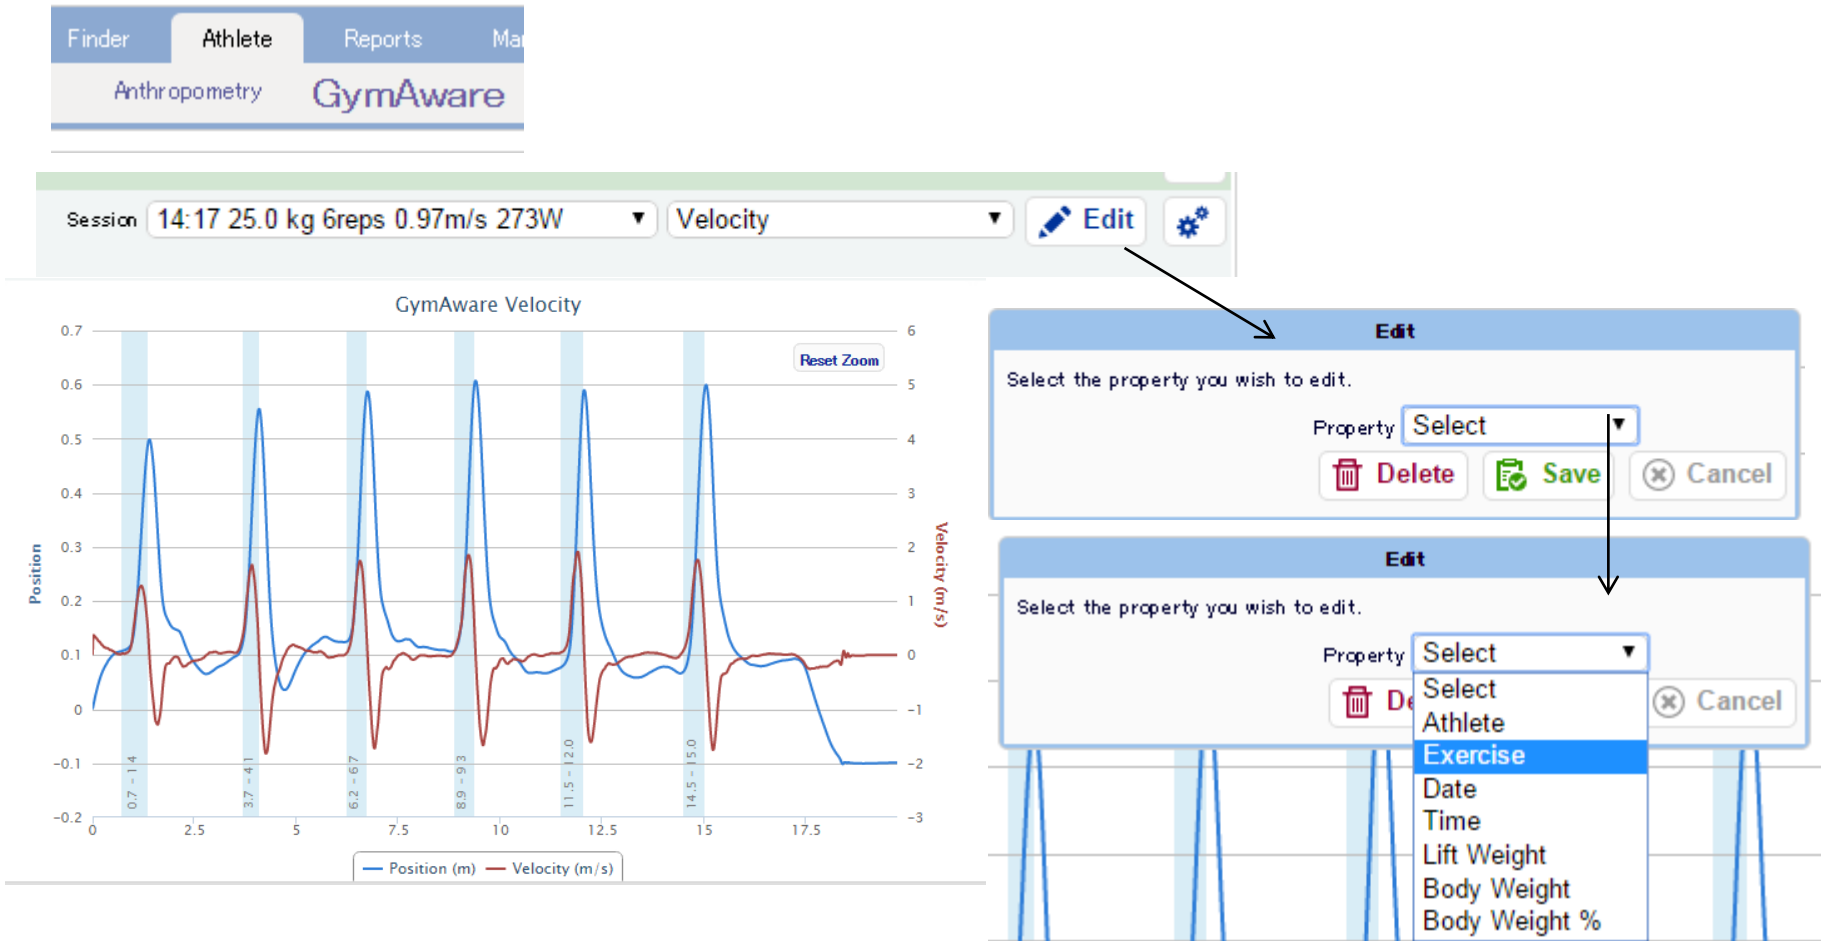 Finder Athlete Reports Ma
Anthropometry GymAware
Session 14:17 25.0 kg 6reps 0.97m/s 273W Velocity Edit
GymAware Velocity
Reset Zoom
0.7
0.6
0.5
0.4
0.3
0.2
0.1
0
-0.1
-0.2
Position
6
5
4
3
2
1
0
-1
-2
-3
Velocity (m/s)
0.7 - 1.4
3.7 - 4.1
6.2 - 6.7
8.9 - 9.3
11.5 - 12.0
14.5 - 15.0
0 2.5 5 7.5 10 12.5 15 17.5
Position (m) Velocity (m/s)
Edit
Select the property you wish to edit.
Property Select
Delete Save Cancel
Edit
Select the property you wish to edit.
Property Select
De Cancel
Select
Athlete
Exercise
Date
Time
Lift Weight
Body Weight
Body Weight %